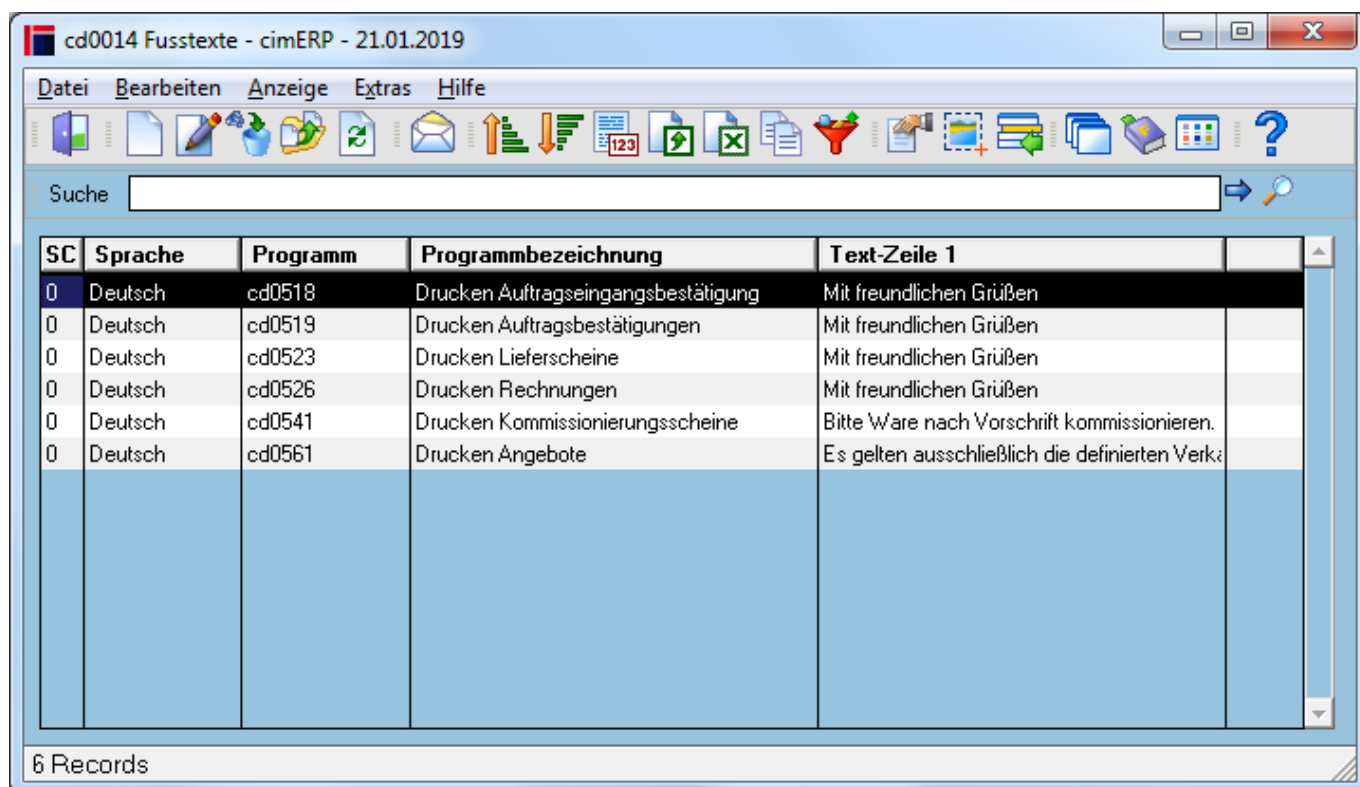 cd0014 Fusstexte - cimERP - 21.01.2019
Datei Bearbeiten Anzeige Extras Hilfe
123
?
Suche
SC Sprache Programm Programmbezeichnung Text-Zeile 1
0 Deutsch cd0518 Drucken Auftragseingangsbestätigung Mit freundlichen Grüßen
0 Deutsch cd0519 Drucken Auftragsbestätigungen Mit freundlichen Grüßen
0 Deutsch cd0523 Drucken Lieferscheine Mit freundlichen Grüßen
0 Deutsch cd0526 Drucken Rechnungen Mit freundlichen Grüßen
0 Deutsch cd0541 Drucken Kommissionierungsscheine Bitte Ware nach Vorschrift kommissionieren.
0 Deutsch cd0561 Drucken Angebote Es gelten ausschließlich die definierten
6 Records